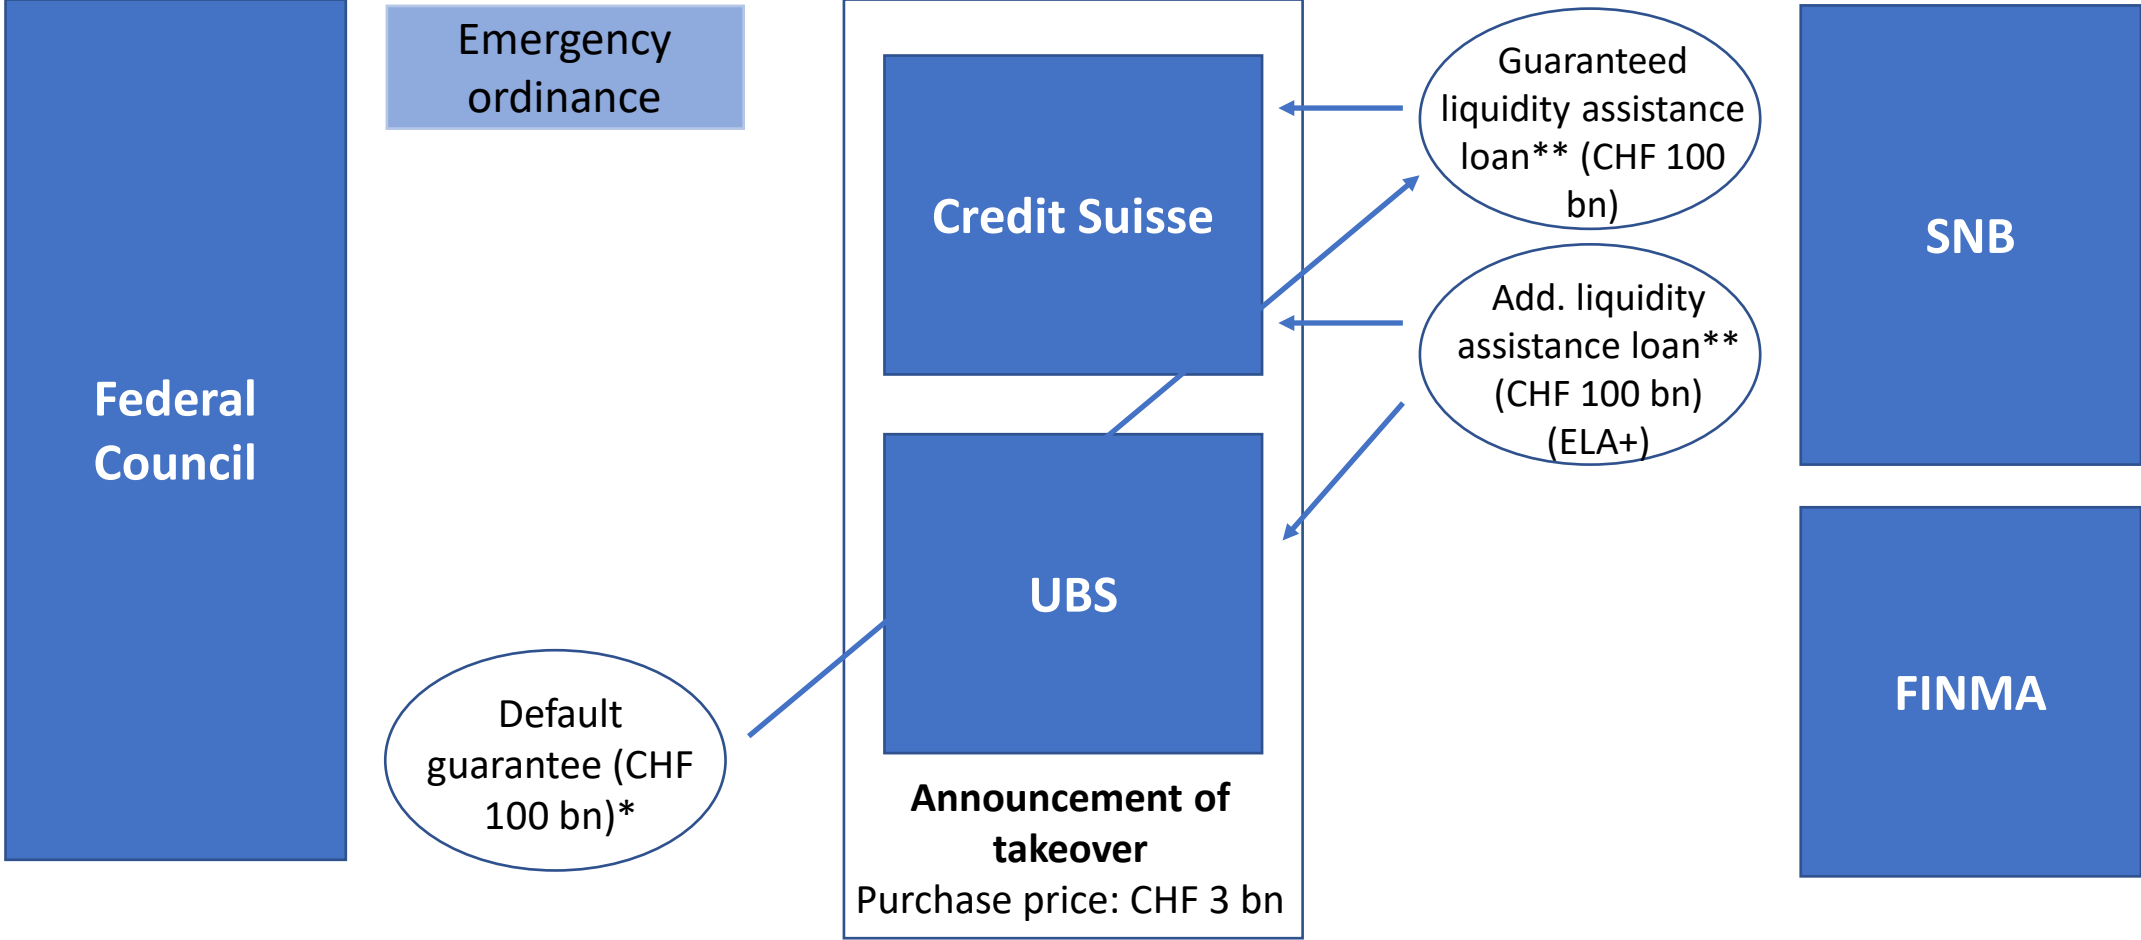 Federal
Council
Emergency
ordinance
Default
guarantee (CHF
100 bn)*
Credit Suisse
UBS
Announcement of
takeover
Purchase price: CHF 3 bn
Guaranteed
liquidity assistance
loan** (CHF 100
bn)
Add. liquidity
assistance loan**
(CHF 100 bn)
(ELA+)
SNB
FINMA